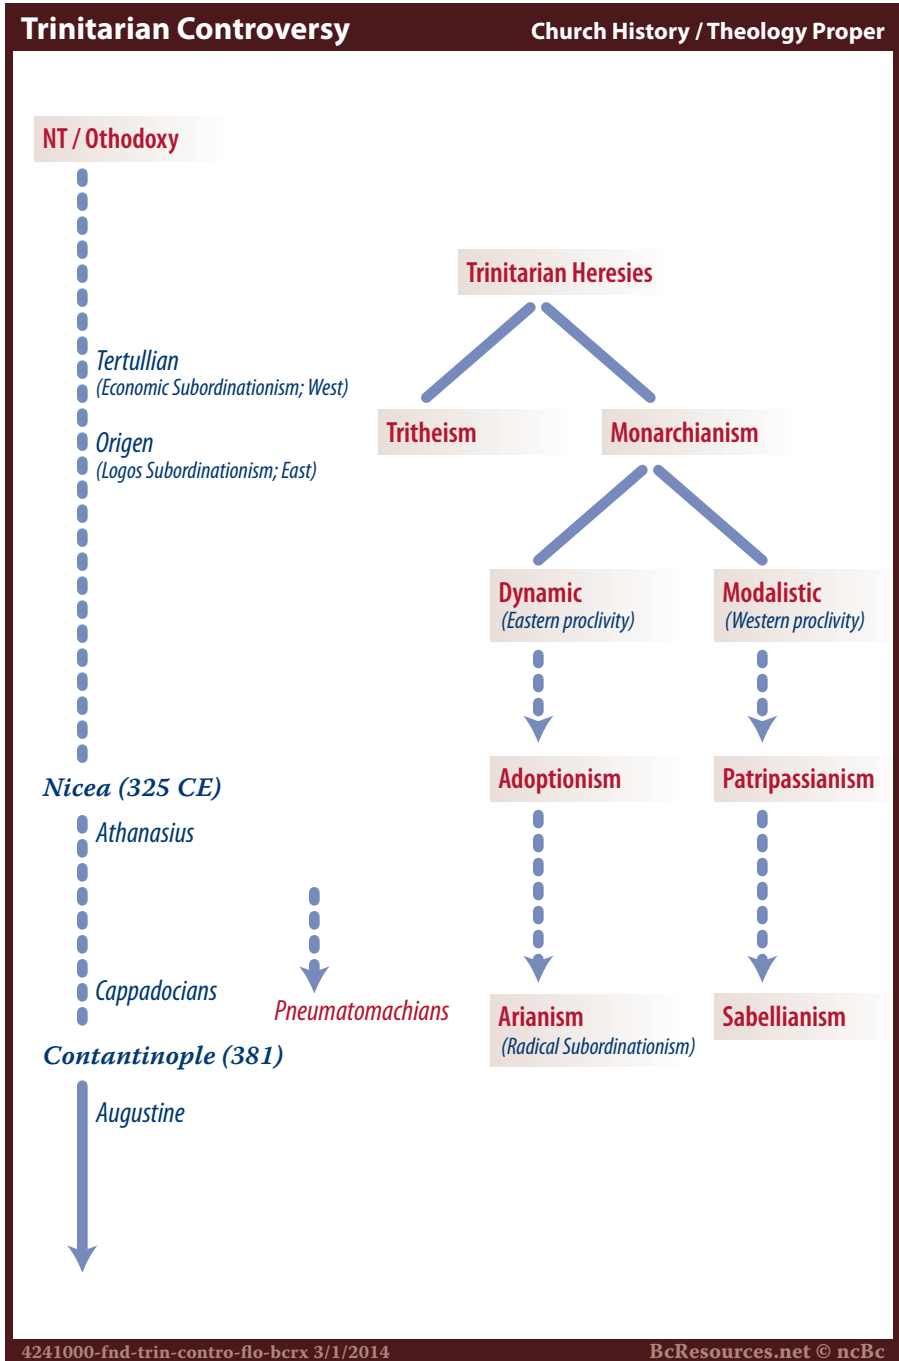 Trinitarian Controversy
Church History / Theology Proper
NT / Othodoxy
Trinitarian Heresies
Tertullian
(Economic Subordinationism; West)
Tritheism
Monarchianism
Origen
(Logos Subordinationism; East)
Dynamic
(Eastern proclivity)
Modalistic
(Western proclivity)
Nicea (325 CE)
Adoptionism
Patripassianism
Athanasius
Cappadocians
Pneumatomachians
Arianism
(Radical Subordinationism)
Sabellianism
Contantinople (381)
Augustine
4241000-fnd-trin-contro-flo-bcrx 3/1/2014
BcResources.net © ncBc